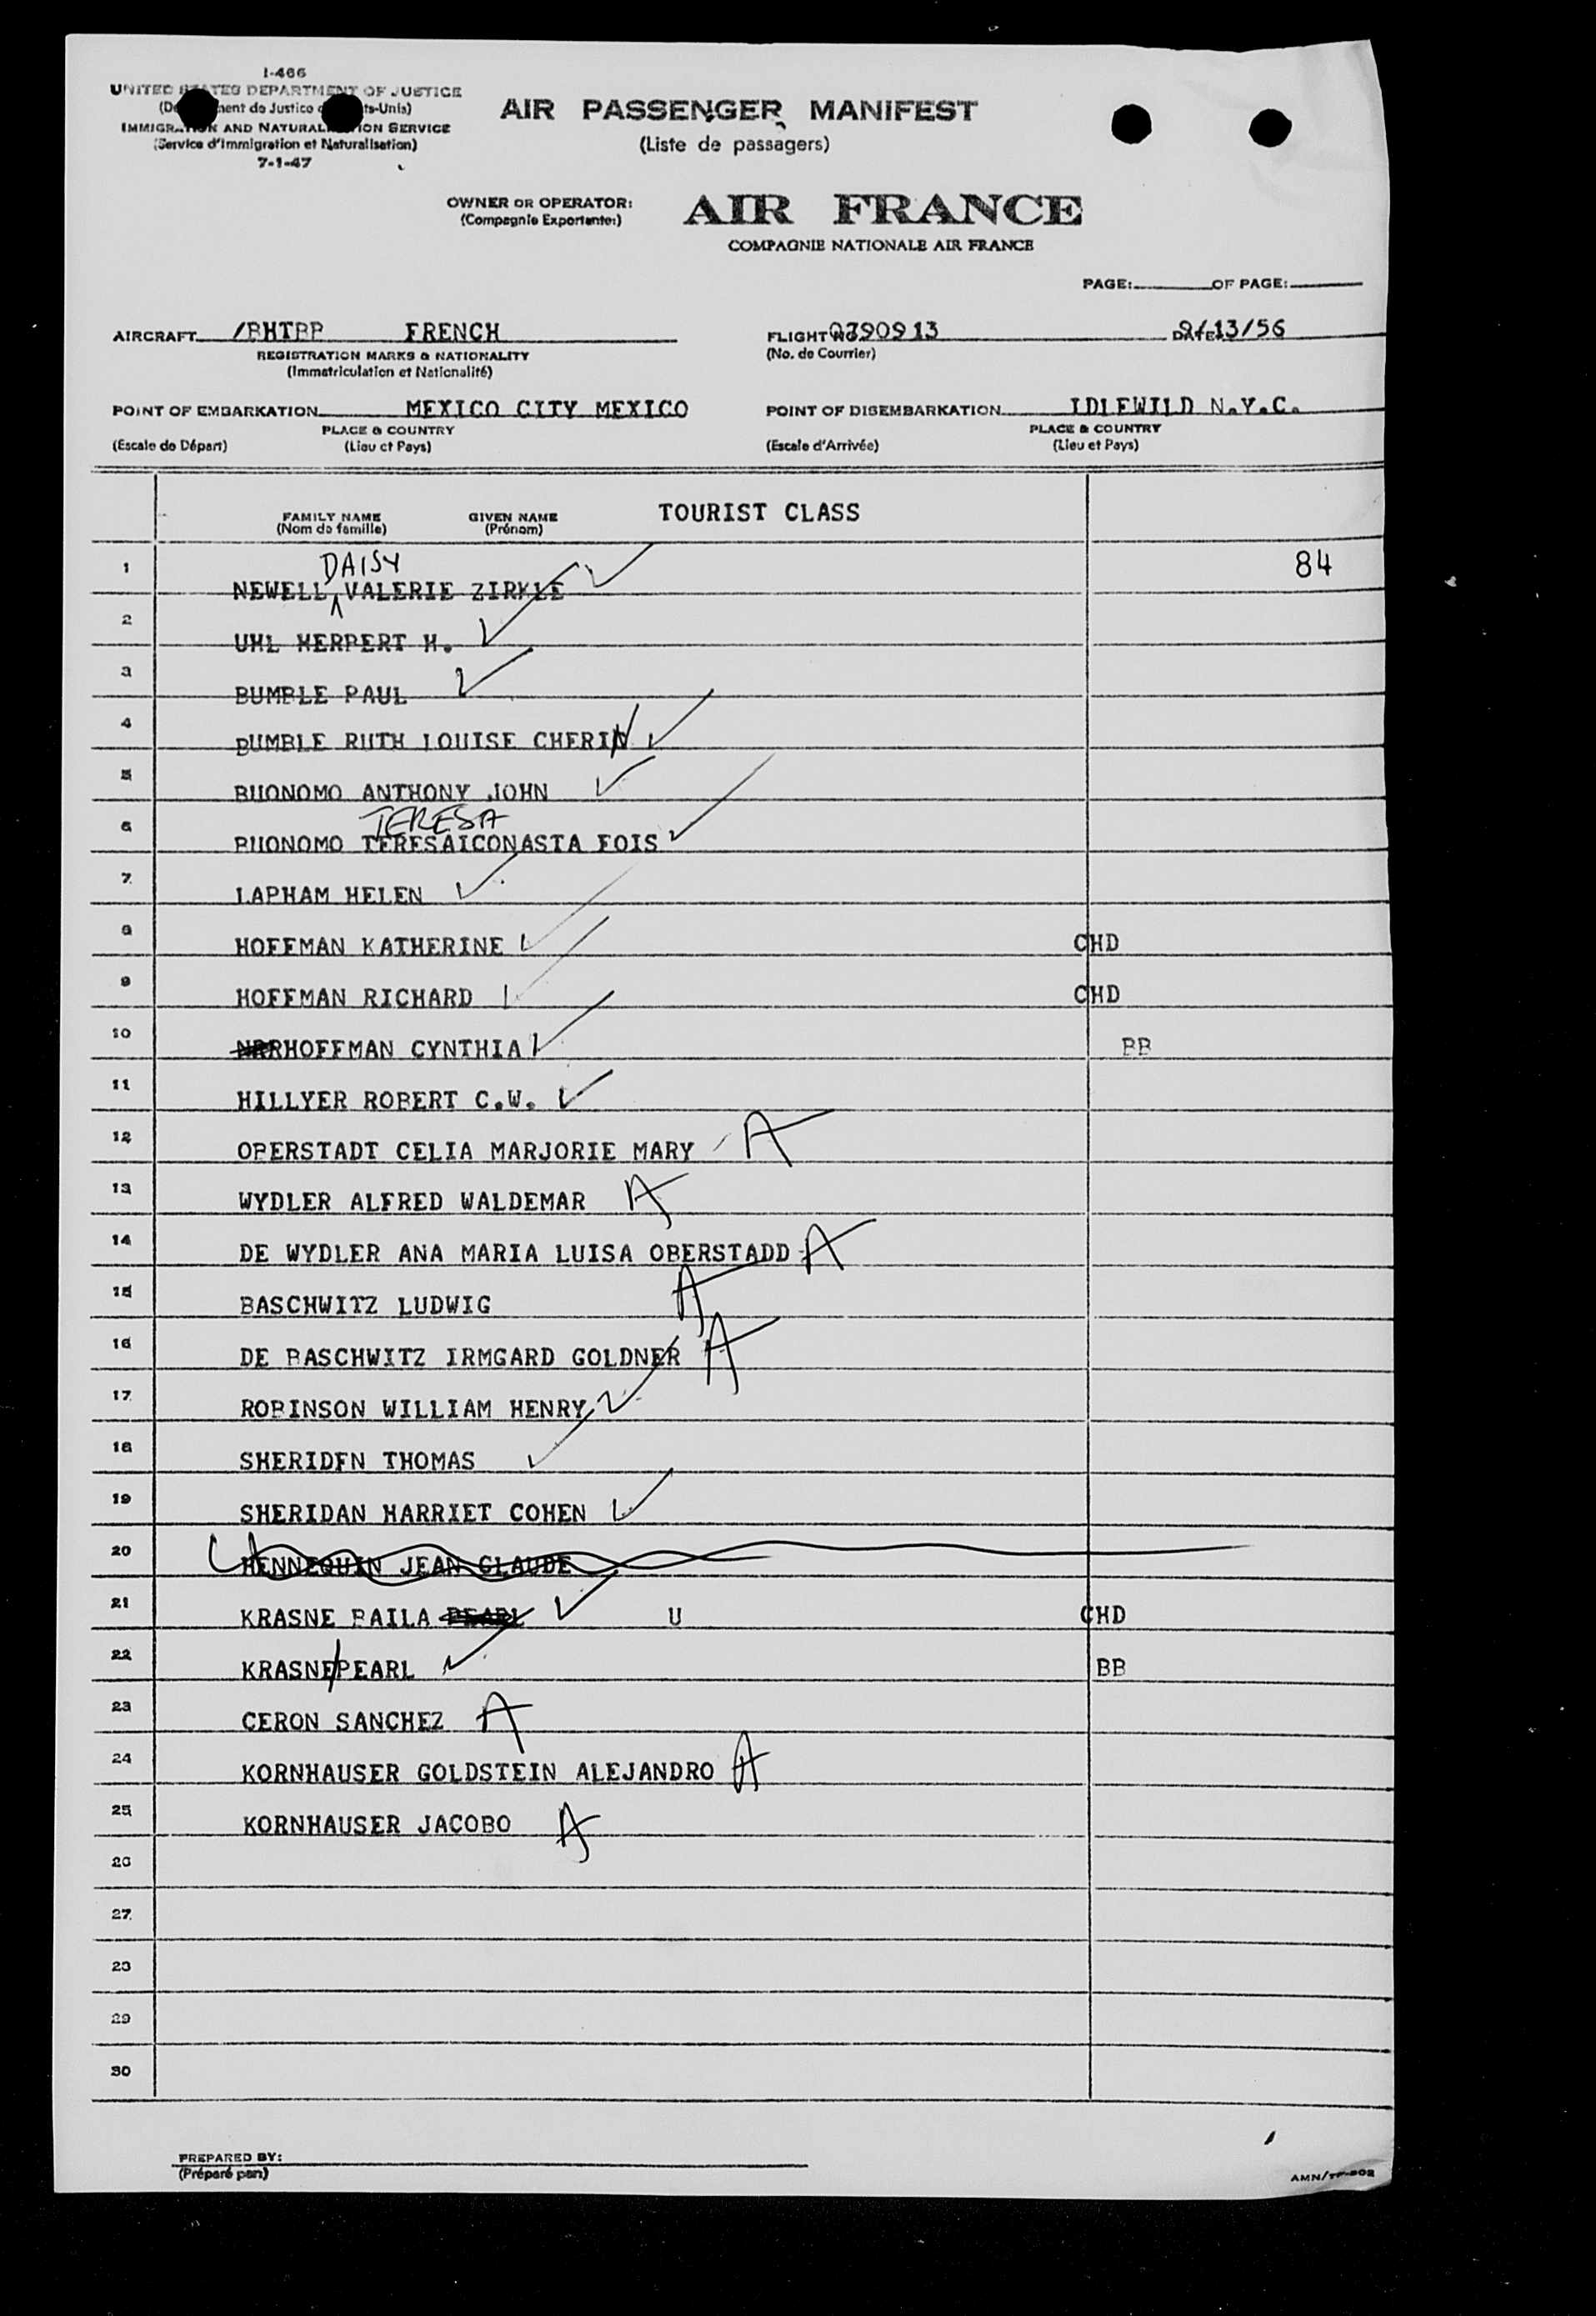 I-466
UNITED STATES DEPARTMENT OF JUSTICE
IMMIGRATION AND NATURALIZATION SERVICE
(Service d'Immigration et Naturalisation)
7-1-47
AIR PASSENGER MANIFEST
(Liste de passagers)
OWNER OR OPERATOR:
(Compagnie Exportante:)
AIR FRANCE
COMPAGNIE NATIONALE AIR FRANCE
PAGE: OF PAGE:
AIRCRAFT /BHTBP FRENCH
REGISTRATION MARKS & NATIONALITY
(Immatriculation et Nationalité)
FLIGHT NO. 0390913
(No. de Courrier)
DATE 9/13/56
POINT OF EMBARKATION MEXICO CITY MEXICO
PLACE & COUNTRY
(Escale de Départ) (Lieu et Pays)
POINT OF DISEMBARKATION IDLEWILD N.Y.C.
PLACE & COUNTRY
(Escale d'Arrivée) (Lieu et Pays)
FAMILY NAME GIVEN NAME TOURIST CLASS
(Nom de famille) (Prénom)
DAISY
1 NEWELL VALERIE ZIRKLE 84
2 UHL HERBERT H.
3 BUMBLE PAUL
4 BUMBLE RUTH LOUISE CHERIN
5 BUONOMO ANTHONY JOHN
TERESA
6 BUONOMO TERESAICONASTA FOIS
7 LAPHAM HELEN
8 HOFFMAN KATHERINE CHD
9 HOFFMAN RICHARD CHD
10 HOFFMAN CYNTHIA BB
11 HILLYER ROBERT C.W.
12 OBERSTADT CELIA MARJORIE MARY A
13 WYDLER ALFRED WALDEMAR A
14 DE WYDLER ANA MARIA LUISA OBERSTADD A
15 BASCHWITZ LUDWIG A
16 DE BASCHWITZ IRMGARD GOLDNER A
17 ROBINSON WILLIAM HENRY
18 SHERIDEN THOMAS
19 SHERIDAN HARRIET COHEN
20 HENNEQUIN JEAN CLAUDE
21 KRASNE BAILA PEARL U CHD
22 KRASNE/PEARL BB
23 CERON SANCHEZ A
24 KORNHAUSER GOLDSTEIN ALEJANDRO A
25 KORNHAUSER JACOBO A
26
27
28
29
30
PREPARED BY:
(Préparé par:)